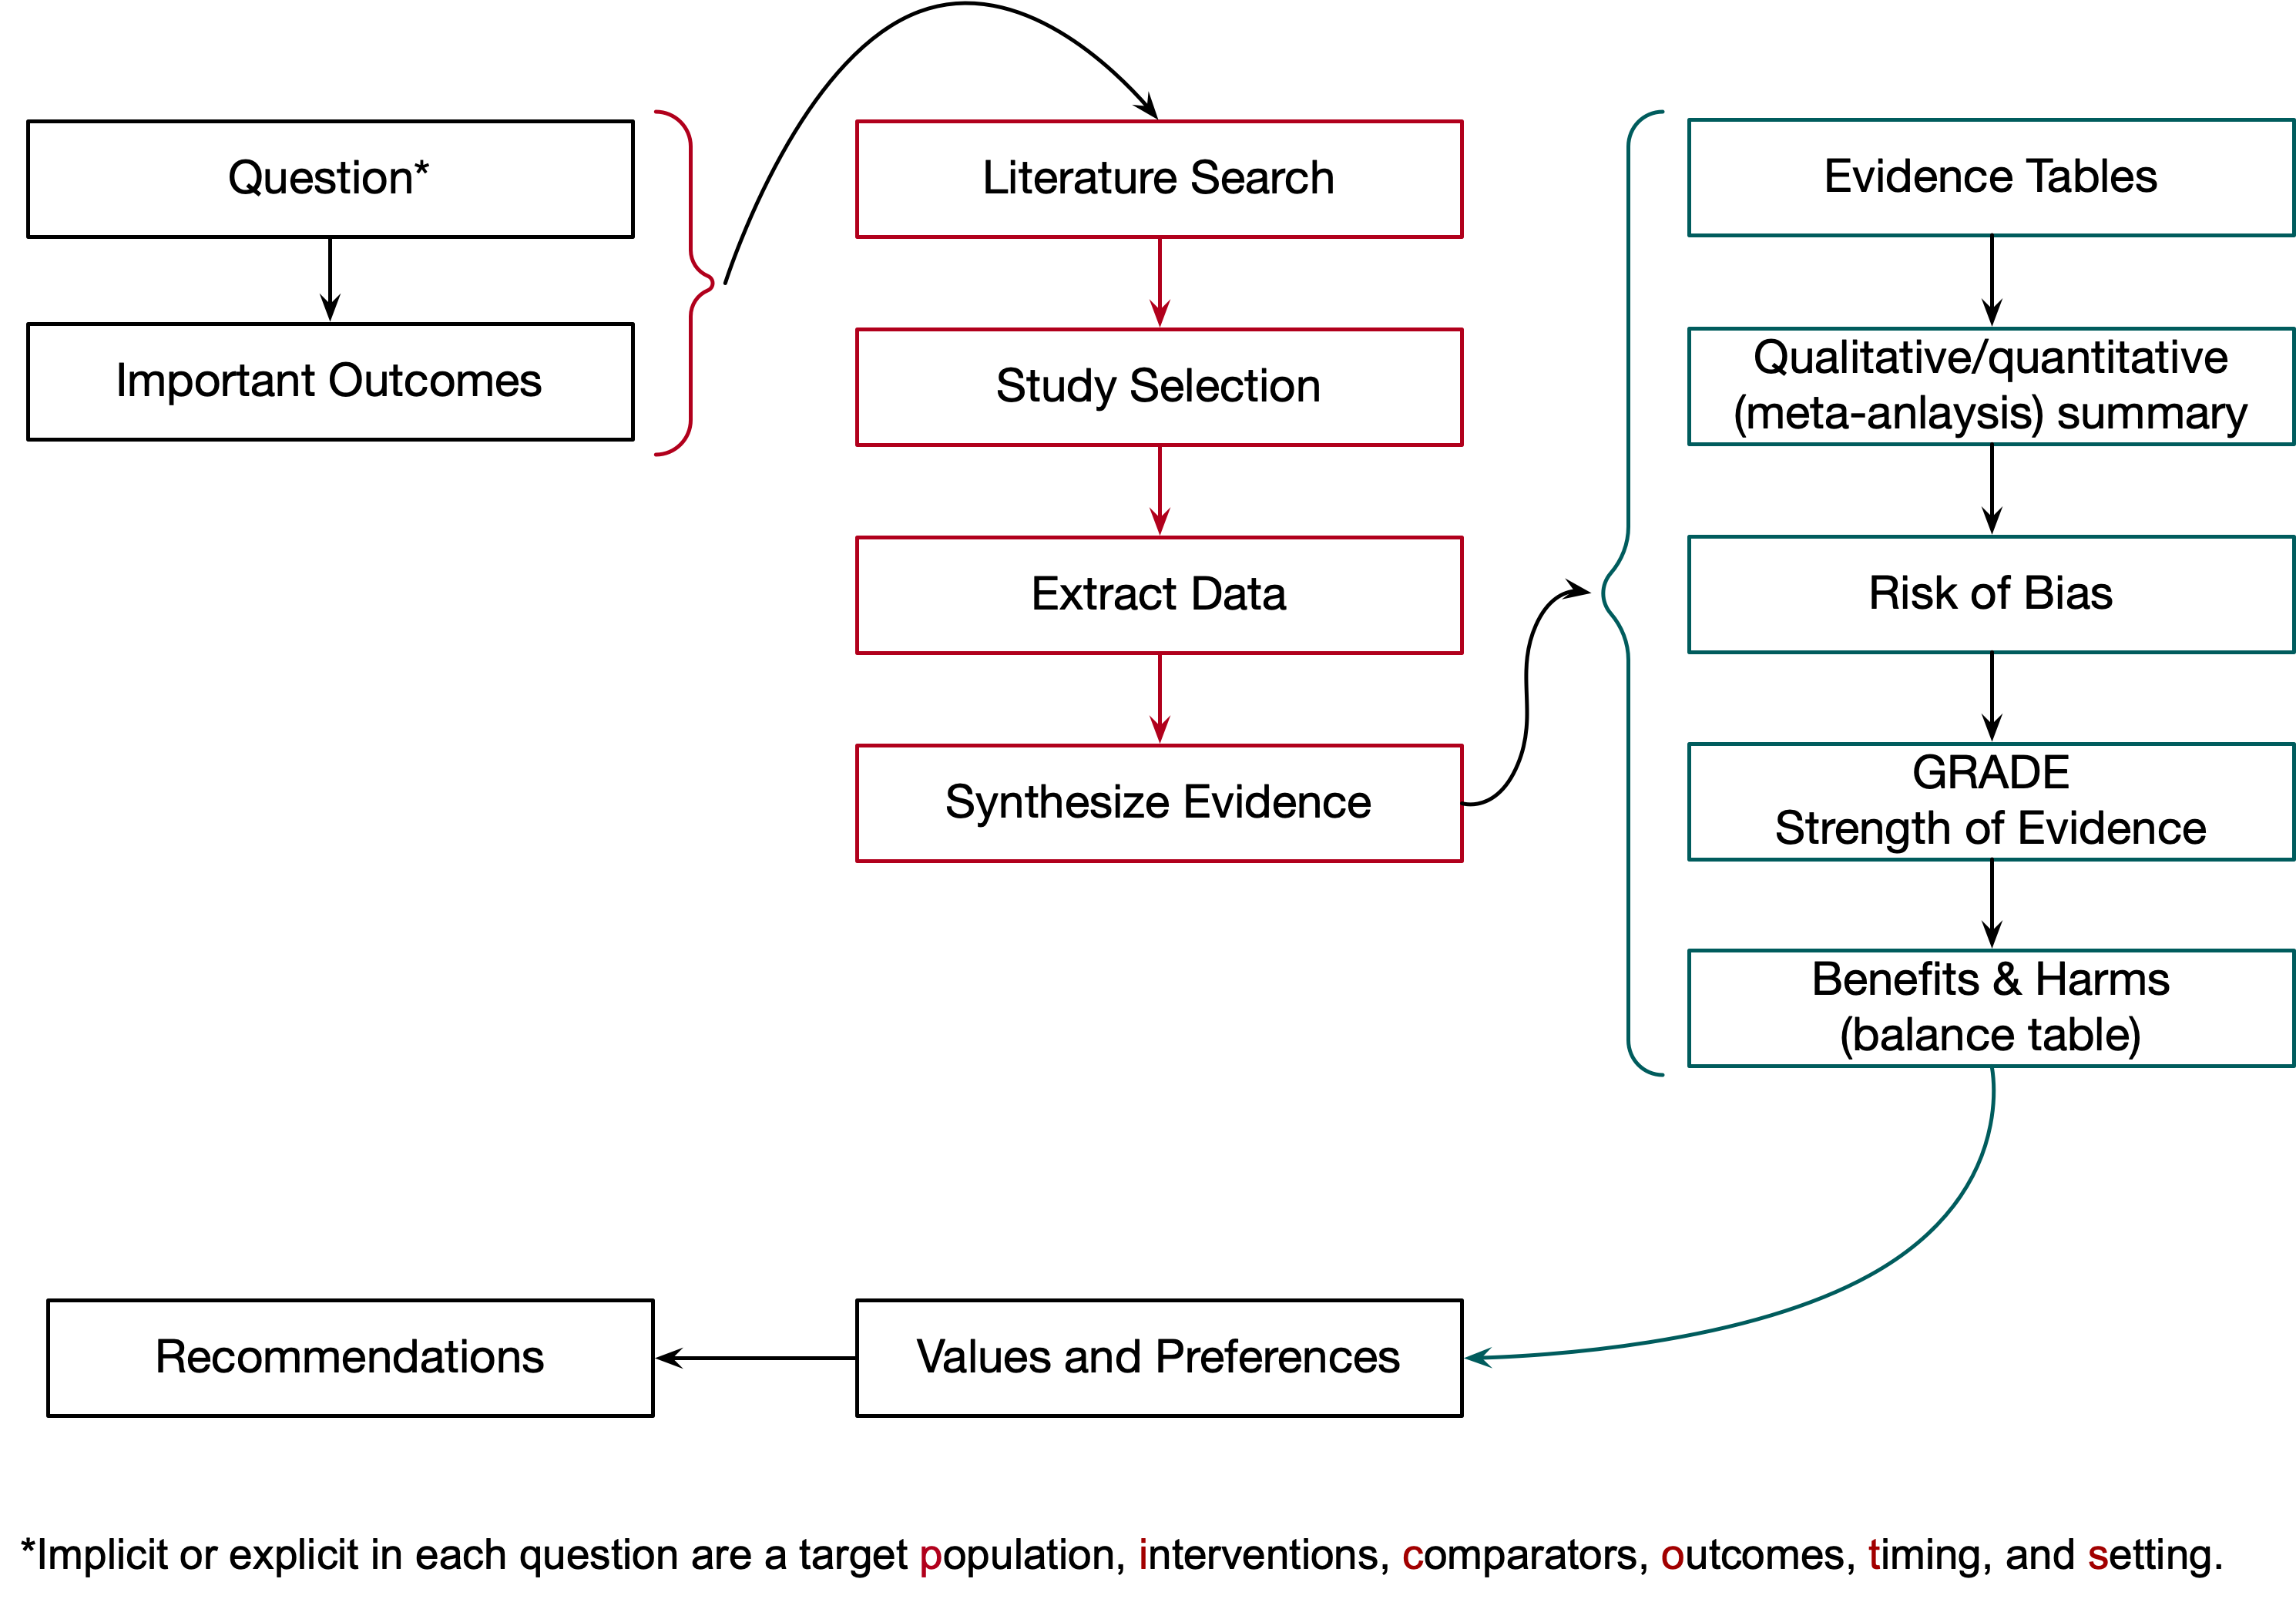 Question*
Important Outcomes
Literature Search
Study Selection
Extract Data
Synthesize Evidence
Evidence Tables
Qualitative/quantitative
(meta-anlaysis) summary
Risk of Bias
GRADE
Strength of Evidence
Benefits & Harms
(balance table)
Values and Preferences
Recommendations
*Implicit or explicit in each question are a target population, interventions, comparators, outcomes, timing, and setting.